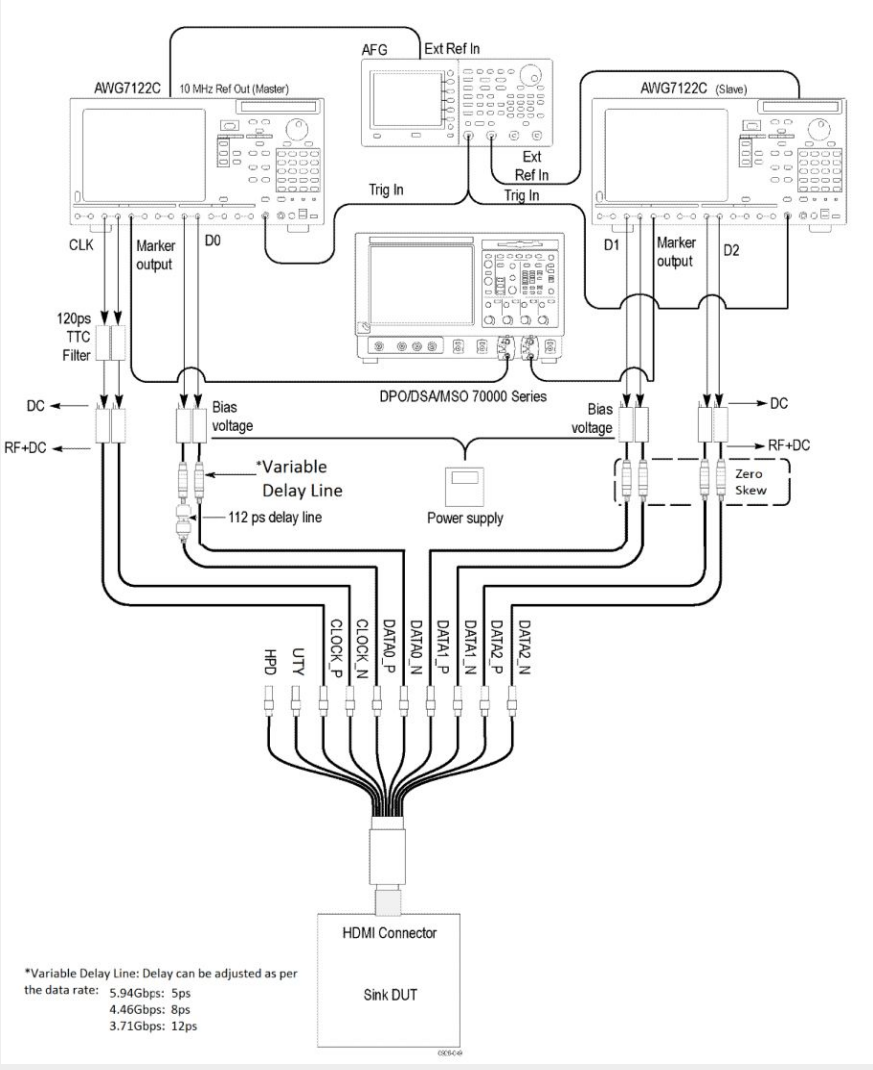 AFG
Ext Ref In
AWG7122C 10 MHz Ref Out (Master)
AWG7122C (Slave)
Ext
Ref In
Trig In
Trig In
CLK
Marker
output
D0
D1
Marker
output
D2
120ps
TTC
Filter
DPO/DSA/MSO 70000 Series
DC
Bias
voltage
Bias
voltage
DC
RF+DC
RF+DC
*Variable
Delay Line
Zero
Skew
112 ps delay line
Power supply
HPD
UTY
CLOCK_P
CLOCK_N
DATA0_P
DATA0_N
DATA1_P
DATA1_N
DATA2_P
DATA2_N
HDMI Connector
Sink DUT
*Variable Delay Line: Delay can be adjusted as per
the data rate: 5.94Gbps: 5ps
4.46Gbps: 8ps
3.71Gbps: 12ps